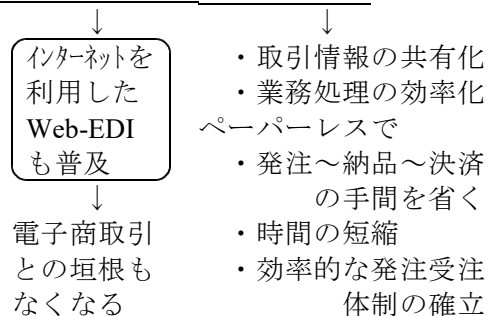 ↓
インターネットを
利用した
Web-EDI
も普及
↓
電子商取引
との垣根も
なくなる
↓
・取引情報の共有化
・業務処理の効率化
ペーパーレスで
・発注～納品～決済
の手間を省く
・時間の短縮
・効率的な発注受注
体制の確立